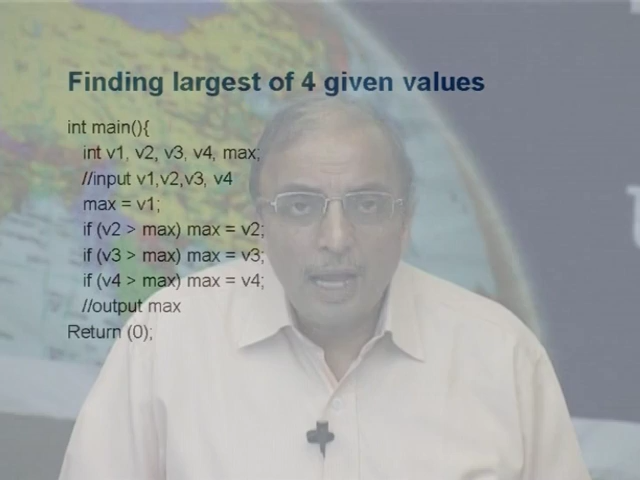 Finding largest of 4 given values
int main(){
int v1, v2, v3, v4, max;
//input v1,v2,v3, v4
max = v1;
if (v2 > max) max = v2;
if (v3 > max) max = v3;
if (v4 > max) max = v4;
//output max
Return (0);